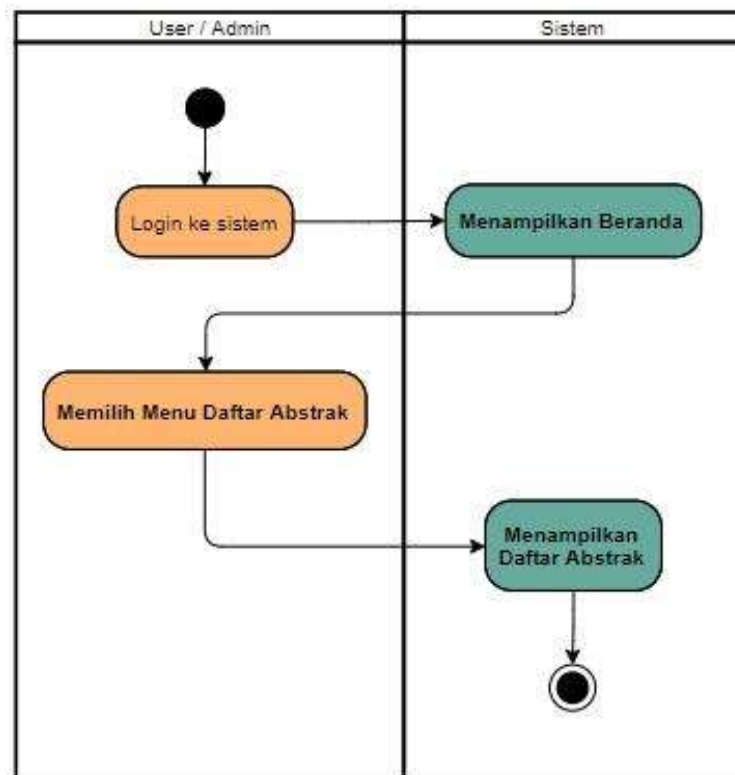 User / Admin
Sistem
Login ke sistem
Menampilkan Beranda
Memilih Menu Daftar Abstrak
Menampilkan
Daftar Abstrak